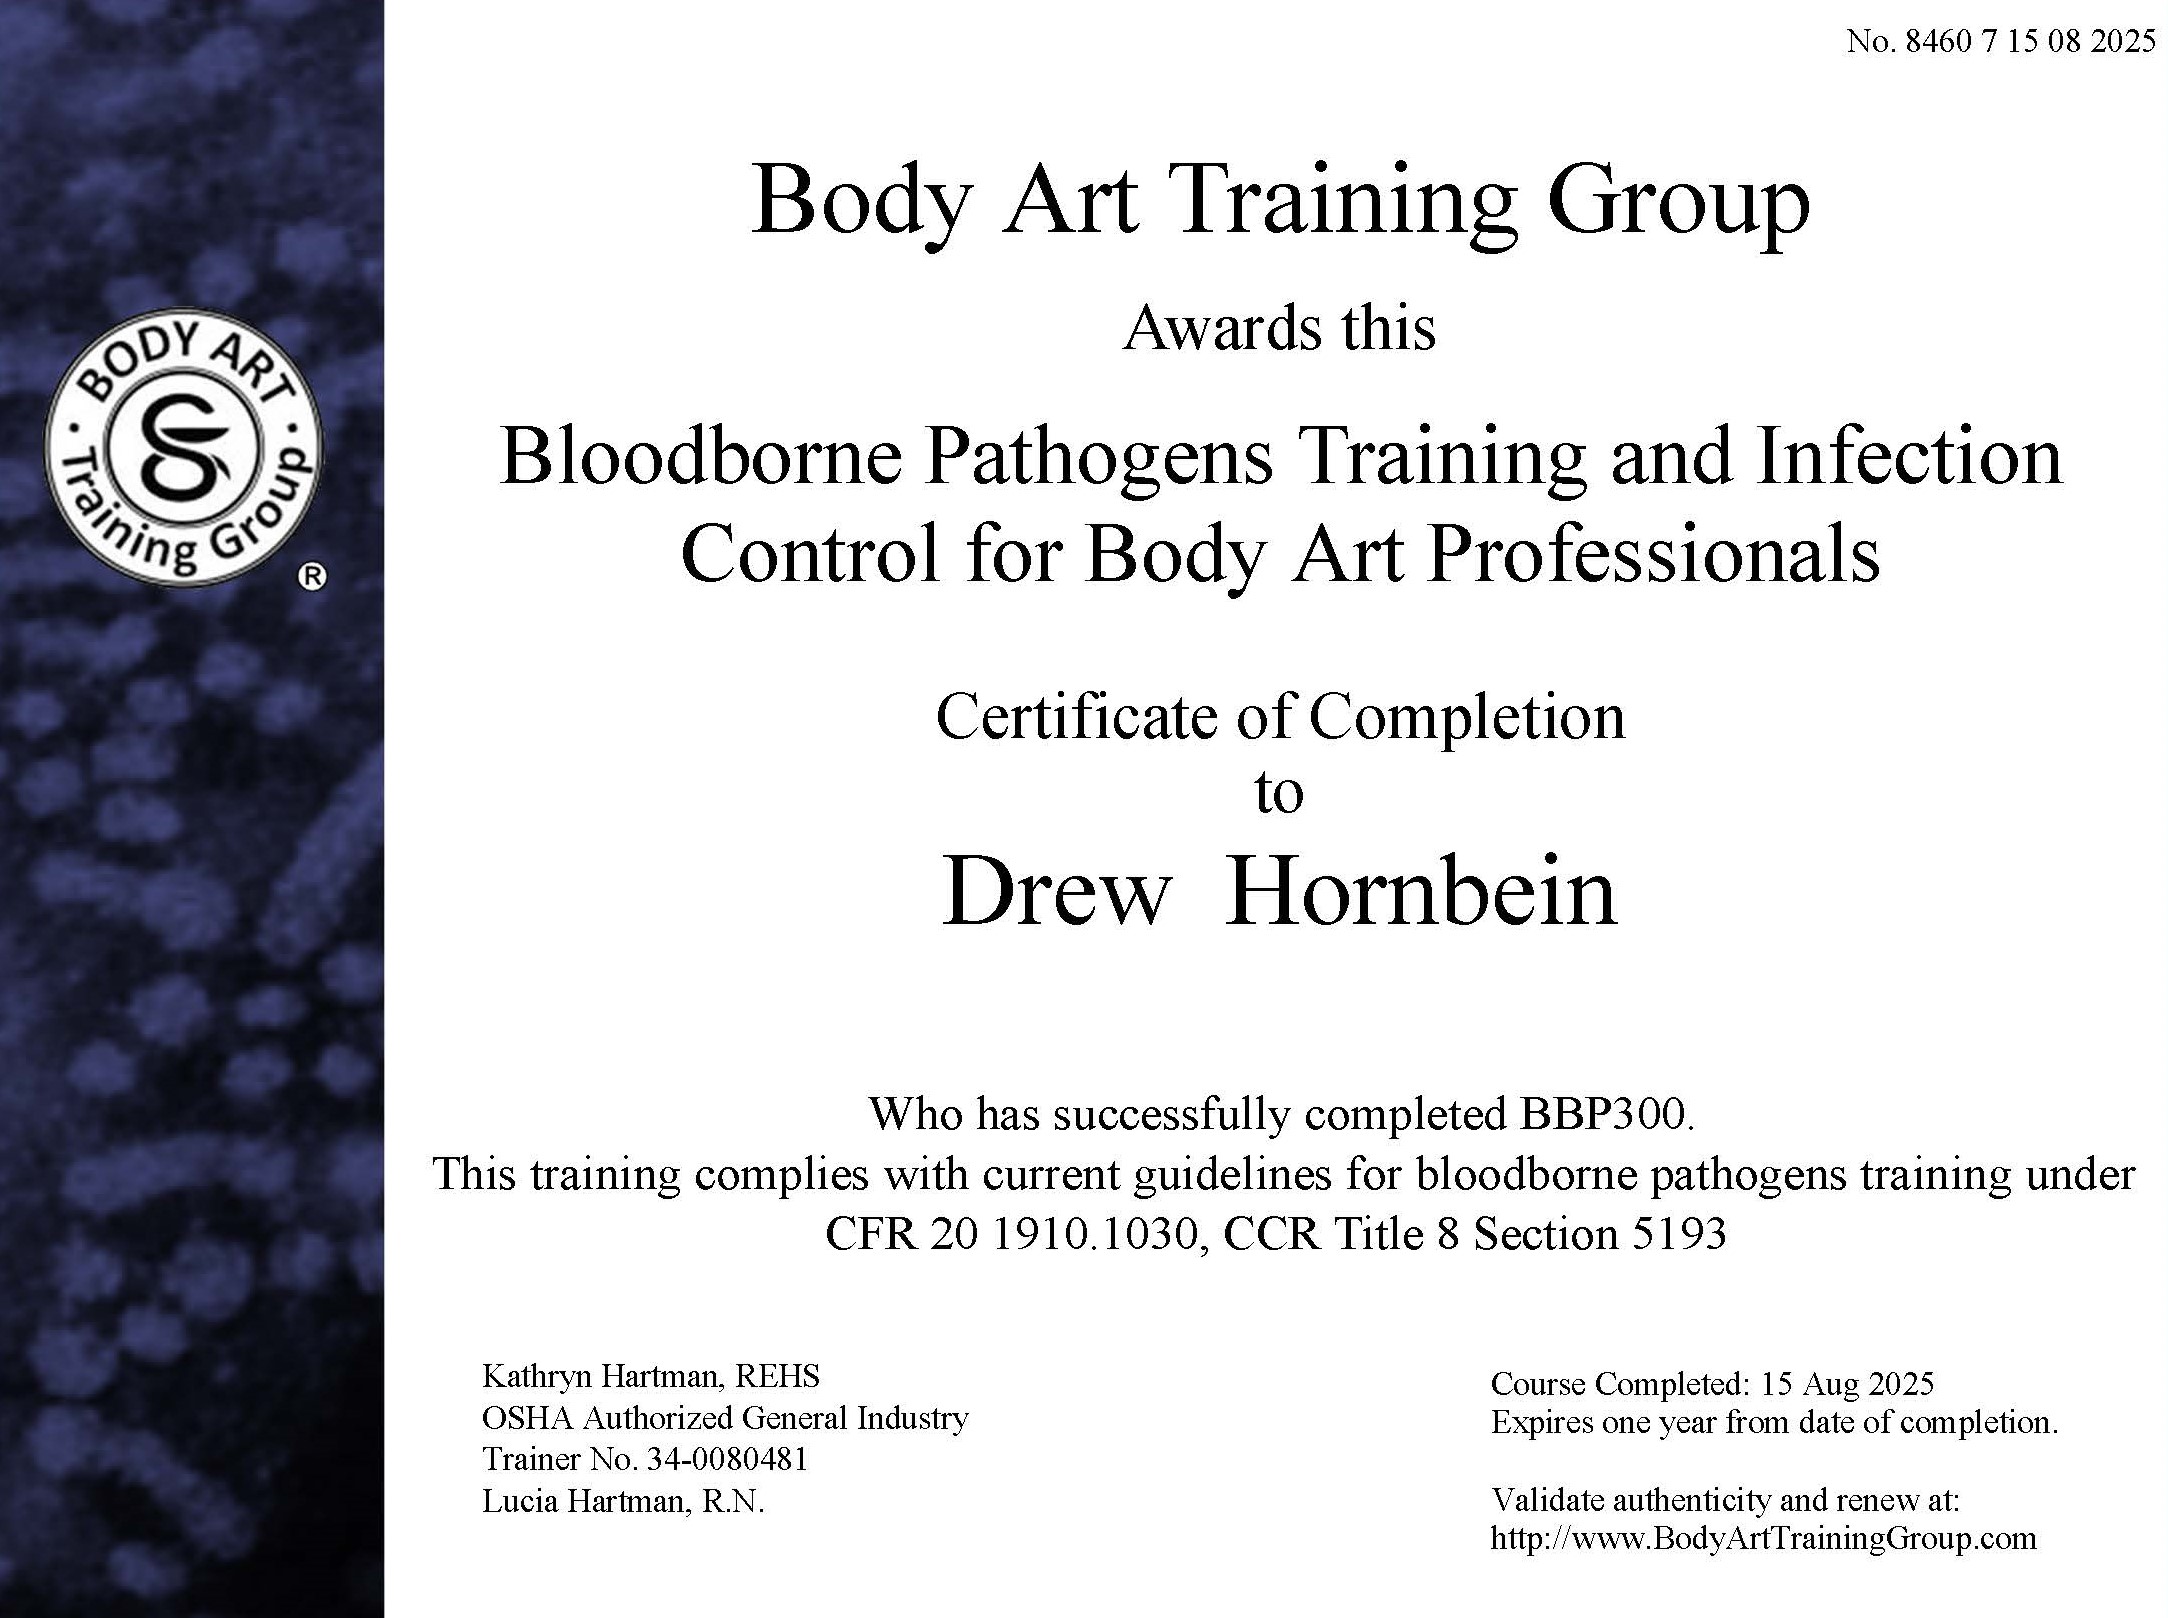 No. 8460 7 15 08 2025
Body Art Training Group
Awards this
BODY ART
Training Group
®
Bloodborne Pathogens Training and Infection
Control for Body Art Professionals
Certificate of Completion
to
Drew Hornbein
Who has successfully completed BBP300.
This training complies with current guidelines for bloodborne pathogens training under
CFR 20 1910.1030, CCR Title 8 Section 5193
Kathryn Hartman, REHS
OSHA Authorized General Industry
Trainer No. 34-0080481
Lucia Hartman, R.N.
Course Completed: 15 Aug 2025
Expires one year from date of completion.
Validate authenticity and renew at:
http://www.BodyArtTrainingGroup.com